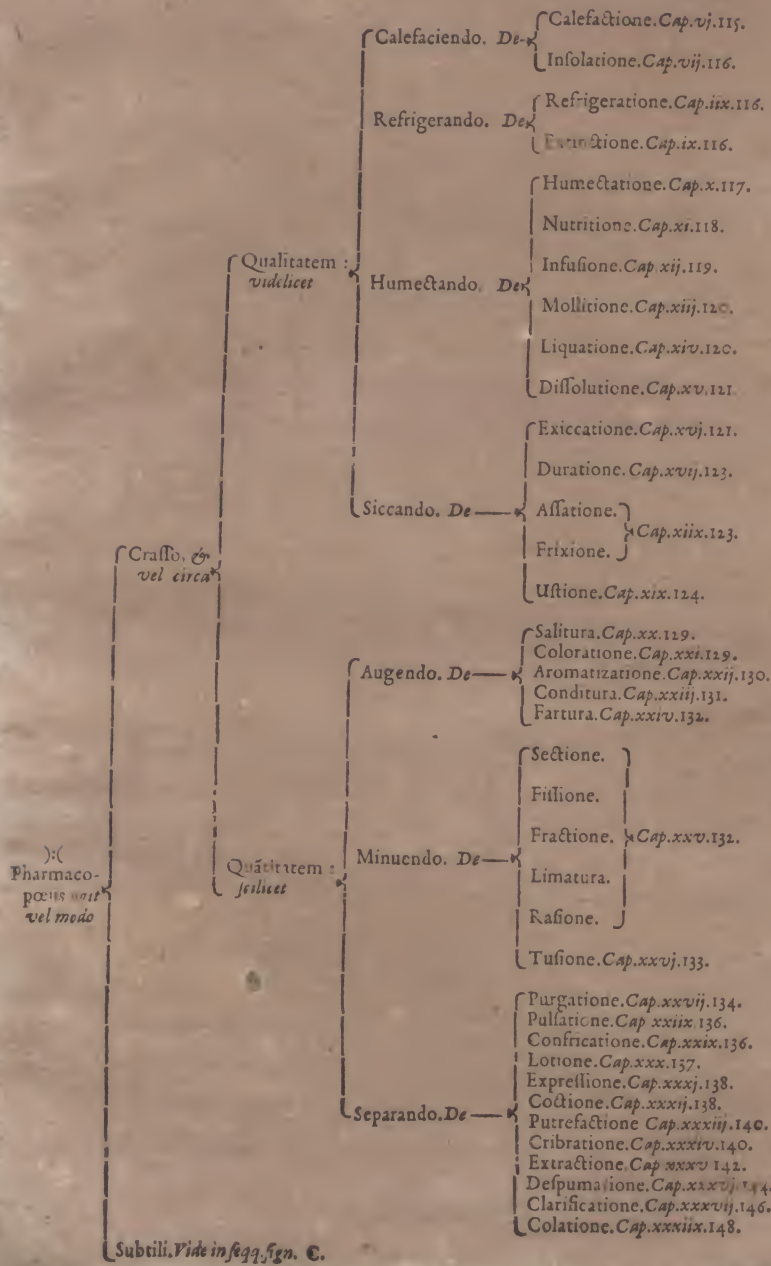 Calefaciendo. De
Calefactione. Cap. vj. 115.
Insolatione. Cap. vij. 116.
Refrigerando. De
Refrigeratione. Cap. iix. 116.
Extinctione. Cap. ix. 116.
Qualitatem :
videlicet
Humectando. De
Humectatione. Cap. x. 117.
Nutritione. Cap. xi. 118.
Infusione. Cap. xij. 119.
Mollitione. Cap. xiij. 120.
Liquatione. Cap. xiv. 120.
Dissolutione. Cap. xv. 121.
Siccando. De
Exiccatione. Cap. xvj. 121.
Duratione. Cap. xvij. 123.
Assatione.
Frixione.
Cap. xiix. 123.
Ustione. Cap. xix. 124.
Crasso, &
vel circa
Augendo. De
Salitura. Cap. xx. 129.
Coloratione. Cap. xxi. 129.
Aromatizatione. Cap. xxij. 130.
Conditura. Cap. xxiij. 131.
Fartura. Cap. xxiv. 132.
):(
Pharmaco-
pœus
vel modo
Quātitatem :
scilicet
Minuendo. De
Sectione.
Fissione.
Fractione.
Limatura.
Rasione.
Cap. xxv. 132.
Tusione. Cap. xxvj. 133.
Separando. De
Purgatione. Cap. xxvij. 134.
Pulsatione. Cap xxiix. 136.
Confricatione. Cap. xxix. 136.
Lotione. Cap. xxx. 137.
Expressione. Cap. xxxj. 138.
Coctione. Cap. xxxij. 138.
Putrefactione Cap. xxxiij. 140.
Cribratione. Cap. xxxiv. 140.
Extractione. Cap xxxv 142.
Despumatione. Cap. xxxvj. 144.
Clarificatione. Cap. xxxvij. 146.
Colatione. Cap. xxxiix. 148.
Subtili. Vide in seqq. sign. C.